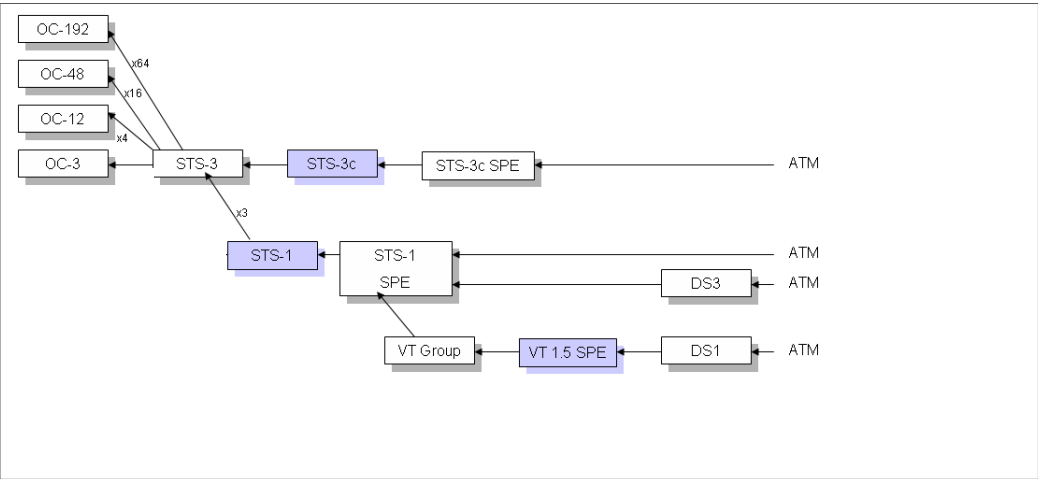 OC-192
x64
OC-48
x16
OC-12
x4
OC-3
STS-3
STS-3c
STS-3c SPE
ATM
x3
STS-1
STS-1
SPE
ATM
DS3
ATM
VT Group
VT 1.5 SPE
DS1
ATM